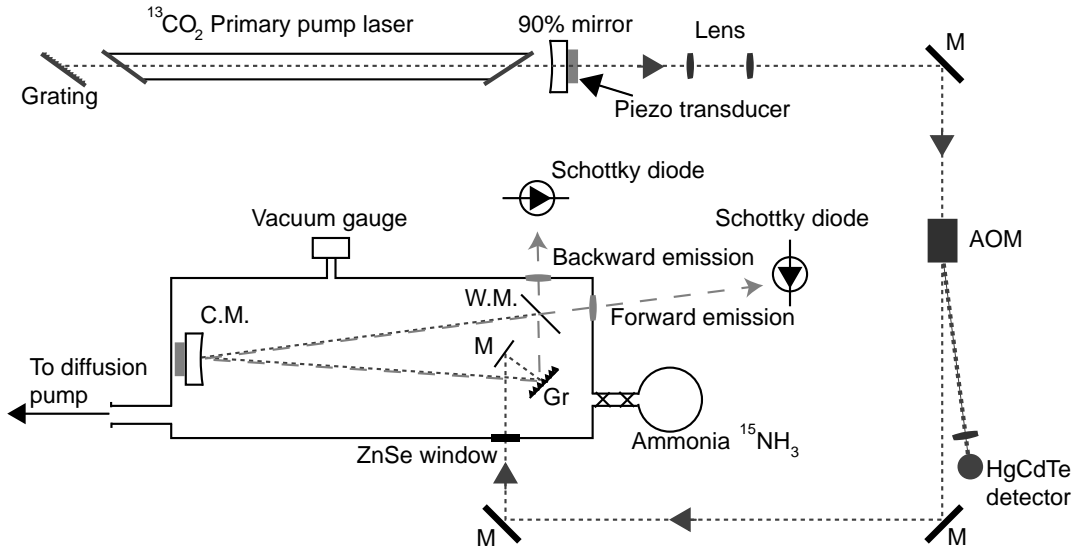 ¹³CO₂ Primary pump laser
90% mirror
Lens
M
Grating
Piezo transducer
Schottky diode
Schottky diode
Vacuum gauge
AOM
Backward emission
W.M.
C.M.
Forward emission
M
To diffusion
pump
Gr
Ammonia ¹⁵NH₃
ZnSe window
HgCdTe
detector
M
M